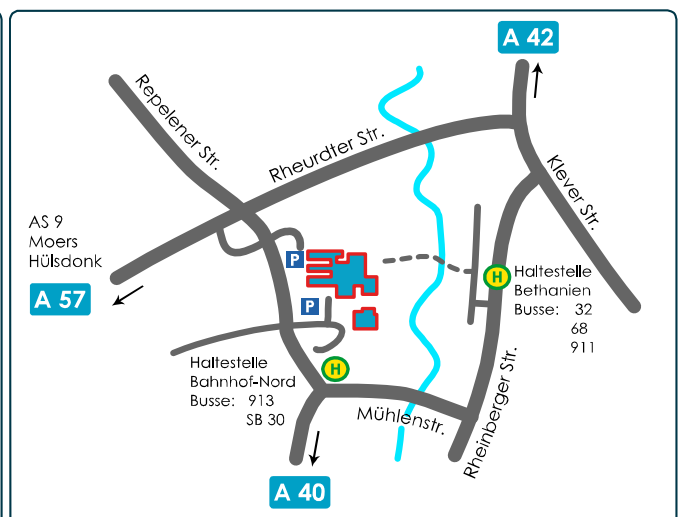 A 42
Repelener Str.
Rheurdter Str.
Klever Str.
AS 9
Moers
Hülsdonk
A 57
P
P
H
Haltestelle
Bethanien
Busse: 32
68
911
H
Haltestelle
Bahnhof-Nord
Busse: 913
SB 30
Mühlenstr.
Rheinberger Str.
A 40